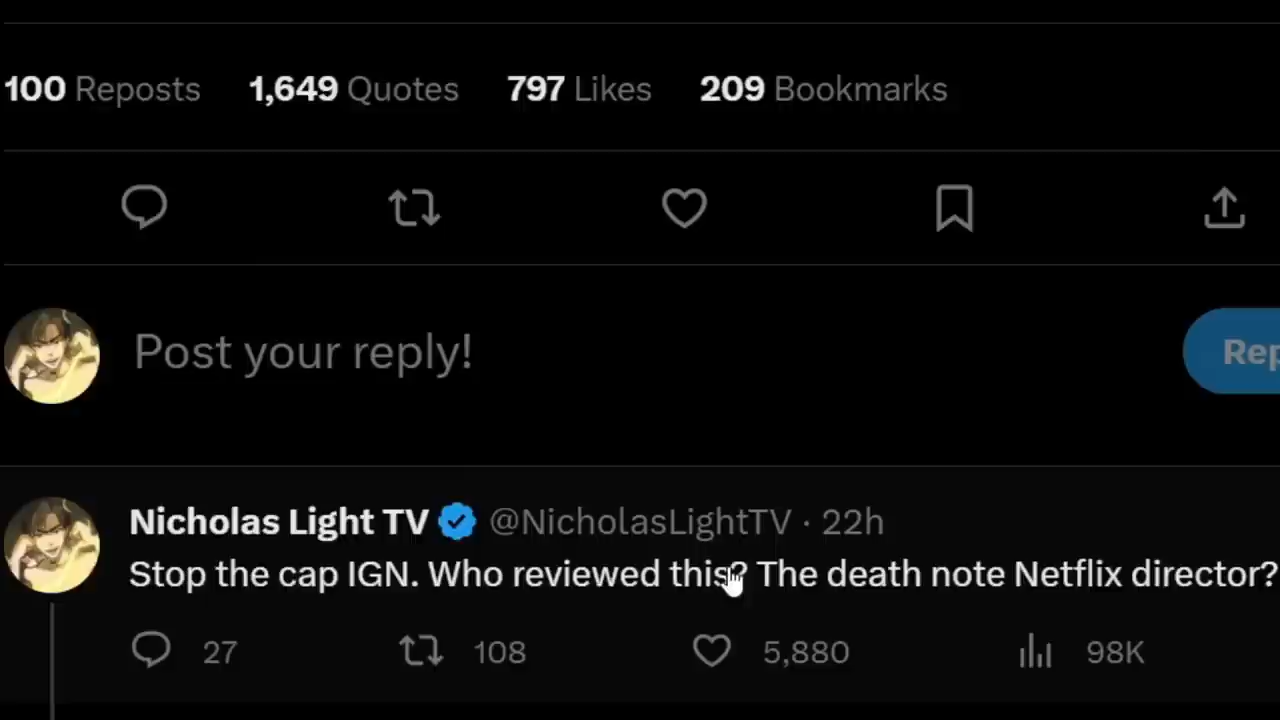 100 Reposts 1,649 Quotes 797 Likes 209 Bookmarks
Post your reply!
Rep
Nicholas Light TV @NicholasLightTV · 22h
Stop the cap IGN. Who reviewed this? The death note Netflix director?
27 108 5,880 98K